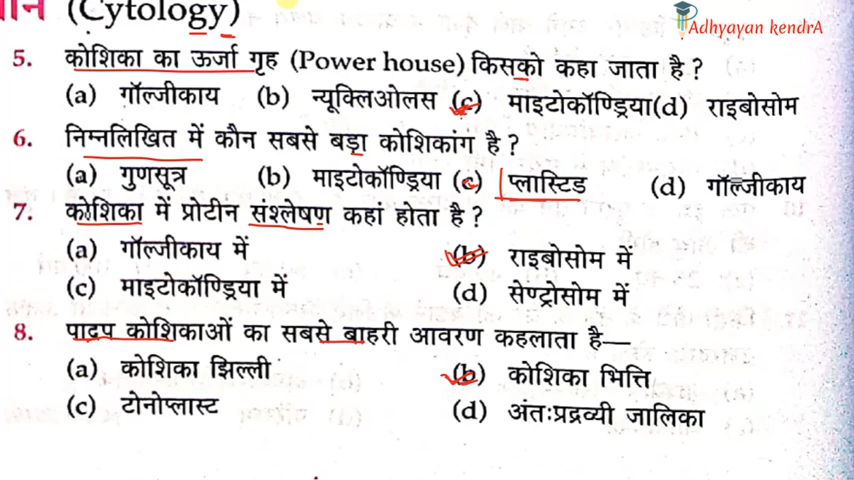 (Cytology)
Adhyayan kendrA
5. कोशिका का ऊर्जा गृह (Power house) किसको कहा जाता है ?
(a) गॉल्जीकाय (b) न्यूक्लिओलस (c) माइटोकॉण्ड्रिया (d) राइबोसोम
6. निम्नलिखित में कौन सबसे बड़ा कोशिकांग है ?
(a) गुणसूत्र (b) माइटोकॉण्ड्रिया (c) प्लास्टिड (d) गॉल्जीकाय
7. कोशिका में प्रोटीन संश्लेषण कहां होता है ?
(a) गॉल्जीकाय में (b) राइबोसोम में
(c) माइटोकॉण्ड्रिया में (d) सेण्ट्रोसोम में
8. पादप कोशिकाओं का सबसे बाहरी आवरण कहलाता है—
(a) कोशिका झिल्ली (b) कोशिका भित्ति
(c) टोनोप्लास्ट (d) अंतःप्रद्रव्यी जालिका